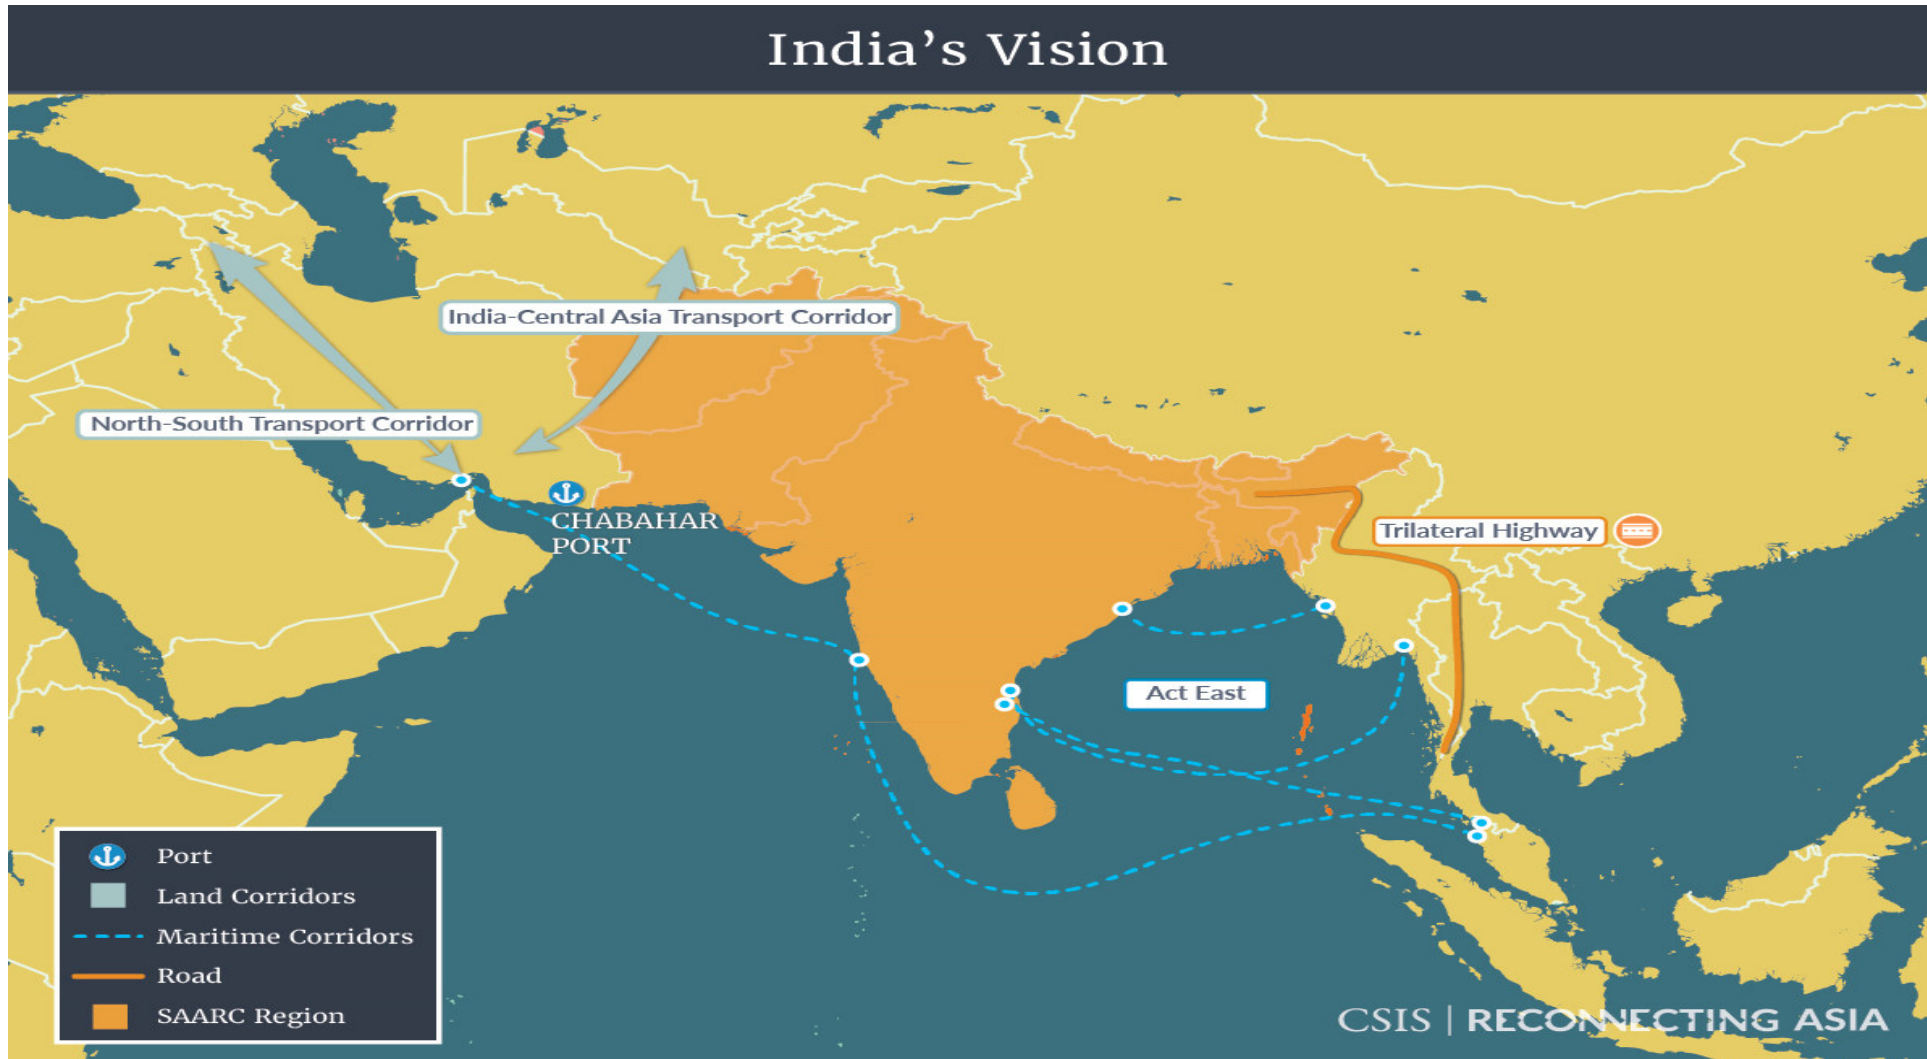 India's Vision
India-Central Asia Transport Corridor
North-South Transport Corridor
CHABAHAR
PORT
Trilateral Highway
Act East
Port
Land Corridors
Maritime Corridors
Road
SAARC Region
CSIS | RECONNECTING ASIA